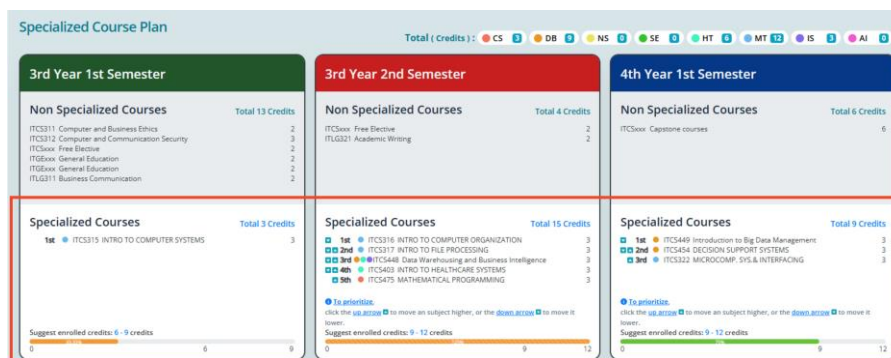 Specialized Course Plan
Total ( Credits ) : CS 3 DB 9 NS 0 SE 0 HT 6 MT 12 IS 3 AI 0
3rd Year 1st Semester
Non Specialized Courses Total 13 Credits
ITCS311 Computer and Business Ethics 2
ITCS312 Computer and Communication Security 3
ITCSxxx Free Elective 2
ITGExxx General Education 2
ITGExxx General Education 2
ITLG311 Business Communication 2
Specialized Courses Total 3 Credits
1st ITCS315 INTRO TO COMPUTER SYSTEMS 3
Suggest enrolled credits: 6 - 9 credits
0 6 9
3rd Year 2nd Semester
Non Specialized Courses Total 4 Credits
ITCSxxx Free Elective 2
ITLG321 Academic Writing 2
Specialized Courses Total 15 Credits
1st ITCS316 INTRO TO COMPUTER ORGANIZATION 3
2nd ITCS317 INTRO TO FILE PROCESSING 3
3rd ITCS448 Data Warehousing and Business Intelligence 3
4th ITCS403 INTRO TO HEALTHCARE SYSTEMS 3
5th ITCS475 MATHEMATICAL PROGRAMMING 3
To prioritize,
click the up arrow to move an subject higher, or the down arrow to move it
lower.
Suggest enrolled credits: 9 - 12 credits
0 9 12
4th Year 1st Semester
Non Specialized Courses Total 6 Credits
ITCSxxx Capstone courses 6
Specialized Courses Total 9 Credits
1st ITCS449 Introduction to Big Data Management 3
2nd ITCS454 DECISION SUPPORT SYSTEMS 3
3rd ITCS322 MICROCOMP. SYS.& INTERFACING 3
To prioritize,
click the up arrow to move an subject higher, or the down arrow to move it
lower.
Suggest enrolled credits: 9 - 12 credits
0 9 12